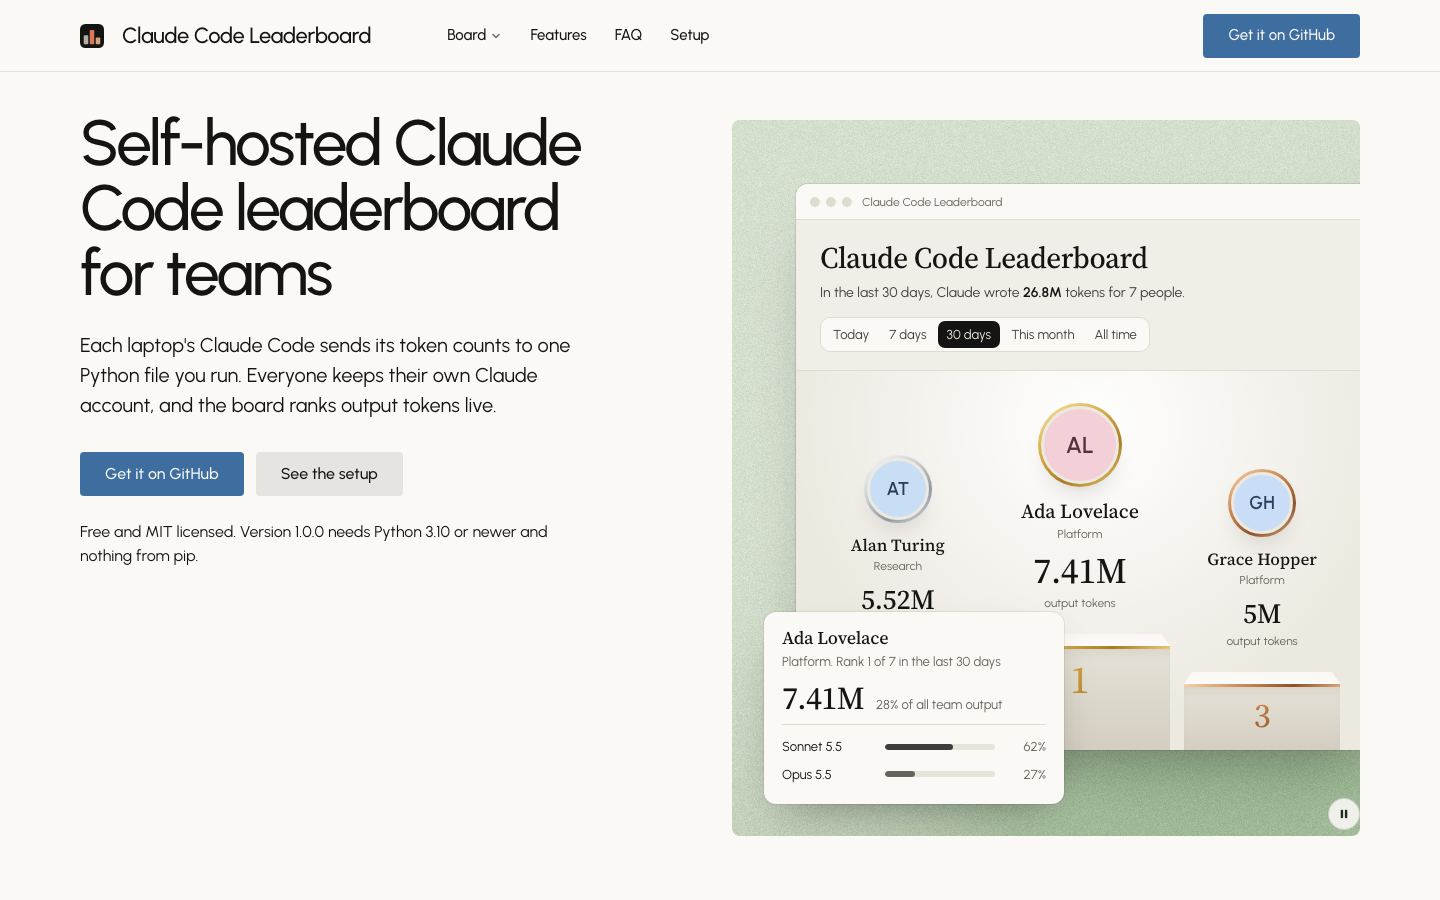 Claude Code Leaderboard
Board
Features
FAQ
Setup
Get it on GitHub
Self-hosted Claude
Code leaderboard
for teams
Each laptop's Claude Code sends its token counts to one
Python file you run. Everyone keeps their own Claude
account, and the board ranks output tokens live.
Get it on GitHub
See the setup
Free and MIT licensed. Version 1.0.0 needs Python 3.10 or newer and
nothing from pip.
Claude Code Leaderboard
Claude Code Leaderboard
In the last 30 days, Claude wrote 26.8M tokens for 7 people.
Today
7 days
30 days
This month
All time
AT
Alan Turing
Research
5.52M
AL
Ada Lovelace
Platform
7.41M
output tokens
1
GH
Grace Hopper
Platform
5M
output tokens
3
Ada Lovelace
Platform. Rank 1 of 7 in the last 30 days
7.41M 28% of all team output
Sonnet 5.5 62%
Opus 5.5 27%